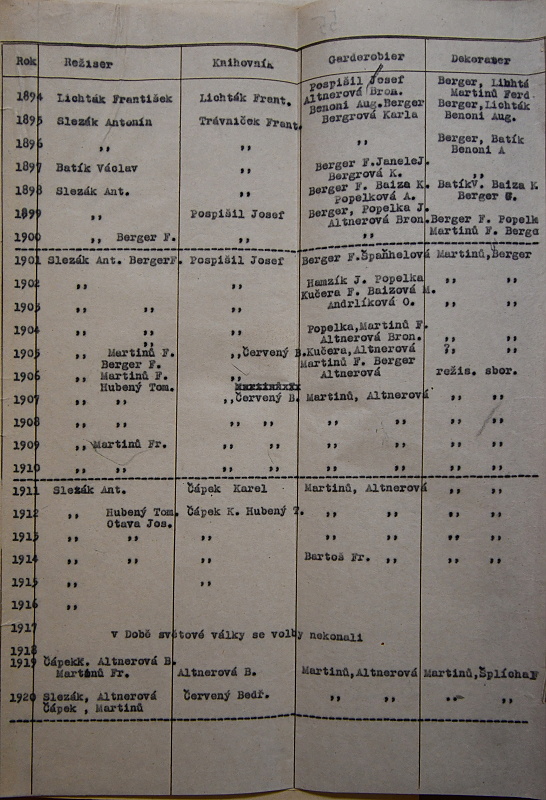 Rok Režiser Knihovník Garderobier Dekorater
Pospíšil Josef Berger, Lihhtá
1894 Lichták František Lichták Frant. Altnerová Bron. Martinů Ferd
Benoni Aug.Berger Berger,Lichták
1895 Slezák Antonín Trávníček Frant. Bergrová Karla Benoni Aug.
1896 ,, ,, ,, Berger, Batík
Benoni A
Berger F.JaneleJ.
1897 Batík Václav ,, Bergrová K. ,,
1898 Slezák Ant. ,, Berger F. Baiza K. BatíkV. Baiza K
Popelková A. Berger G.
1899 ,, Pospíšil Josef Berger, Popelka J.
Altnerová Bron. Berger F. Popelk
1900 ,, Berger F. ,, ,, Martinů F. Berge
1901 Slezák Ant. BergerF. Pospíšil Josef Berger F.Špaňhelová Martinů,Berger
1902 ,, ,, Hamzík J. Popelka ,, ,,
Kučera F. Baizová M.
1903 ,, ,, ,, Andrlíková O. ,, ,,
1904 ,, ,, ,, Popelka,Martinů F.
,, Altnerová Bron. ,, ,,
1905 ,, Martinů F. ,,Červený B. Kučera,Altnerová ,, ,,
Berger F. Martinů F. Berger
1906 ,, Martinů F. ,, Altnerová režis. sbor.
Hubený Tom.
1907 ,, ,, ,,Červený B. Martinů, Altnerová ,, ,,
1908 ,, ,, ,, ,, ,, ,, ,, ,,
1909 ,, Martinů Fr. ,, ,, ,, ,, ,, ,,
1910 ,, ,, ,, ,, ,, ,, ,, ,,
1911 Slezák Ant. Čápek Karel Martinů, Altnerová ,, ,,
1912 ,, Hubený Tom. Čápek K. Hubený T. ,, ,, ,, ,,
Otava Jos.
1913 ,, ,, ,, ,, ,, ,, ,,
1914 ,, ,, ,, Bartoš Fr. ,, ,, ,,
1915 ,, ,,
1916 ,,
1917
v Době světové války se volby nekonali
1918
1919 ČápekK. Altnerová B.
Martinů Fr. Altnerová B. Martinů,Altnerová Martinů,Šplíchal
1920 Slezák, Altnerová Červený Bedř. ,, ,, ,, ,,
Čápek , Martinů